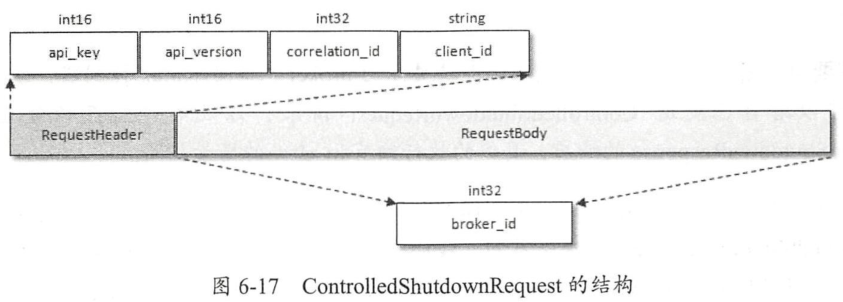 int16 int16 int32 string
api_key api_version correlation_id client_id
RequestHeader RequestBody
int32
broker_id
图 6-17 ControlledShutdownRequest 的结构